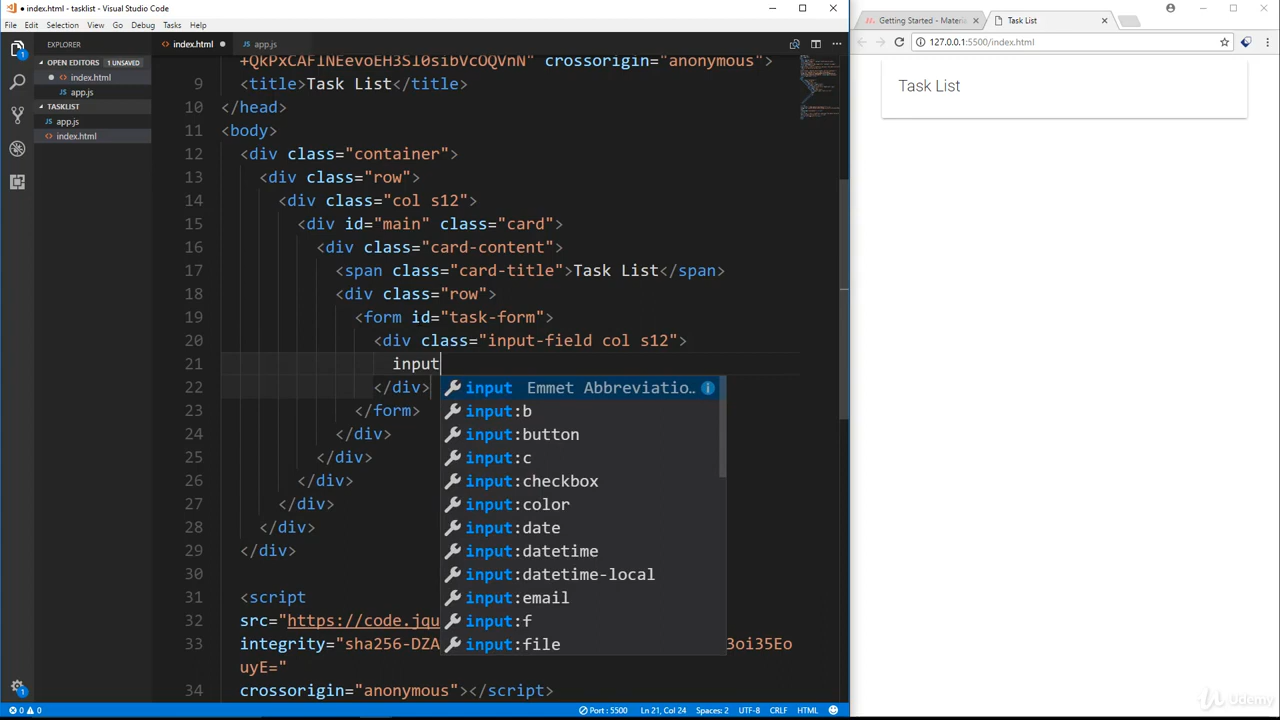 index.html - tasklist - Visual Studio Code
File Edit Selection View Go Debug Tasks Help
EXPLORER
OPEN EDITORS 1 UNSAVED
index.html
app.js
TASKLIST
app.js
index.html
index.html
app.js
crossorigin="anonymous">
9 <title>Task List</title>
10 </head>
11 <body>
12 <div class="container">
13 <div class="row">
14 <div class="col s12">
15 <div id="main" class="card">
16 <div class="card-content">
17 <span class="card-title">Task List</span>
18 <div class="row">
19 <form id="task-form">
20 <div class="input-field col s12">
21 input
22 </div>
23 </form>
24 </div>
25 </div>
26 </div>
27 </div>
28 </div>
29 </div>
30
31 <script
32 src="https://code.jqu
33 integrity="sha256-DZA 3oi35Eo
uyE="
34 crossorigin="anonymous"></script>
input Emmet Abbreviatio..
input:b
input:button
input:c
input:checkbox
input:color
input:date
input:datetime
input:datetime-local
input:email
input:f
input:file
1
1
0 0
Port : 5500 Ln 21, Col 24 Spaces: 2 UTF-8 CRLF HTML
Getting Started - Materia
Task List
127.0.0.1:5500/index.html
Task List
Udemy